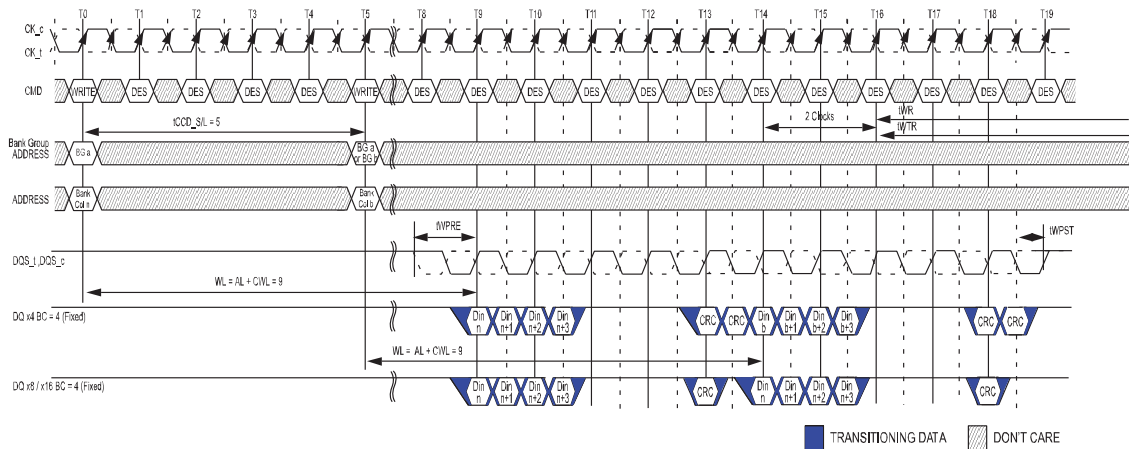 T0 T1 T2 T3 T4 T5 T8 T9 T10 T11 T12 T13 T14 T15 T16 T17 T18 T19
CK_c
CK_t
CMD WRITE DES DES DES DES WRITE DES DES DES DES DES DES DES DES DES DES DES DES
tCCD_S/L = 5
2 Clocks
tWR
tWTR
Bank Group
ADDRESS
BG a
BG a
or BG b
ADDRESS
Bank
Col n
Bank
Col b
tWPRE
tWPST
DQS_t,DQS_c
WL = AL + CWL = 9
DQ x4 BC = 4 (Fixed)
Din
n
Din
n+1
Din
n+2
Din
n+3
CRC
CRC
Din
b
Din
b+1
Din
b+2
Din
b+3
CRC
CRC
WL = AL + CWL = 9
DQ x8 / x16 BC = 4 (Fixed)
Din
n
Din
n+1
Din
n+2
Din
n+3
CRC
Din
n
Din
n+1
Din
n+2
Din
n+3
CRC
TRANSITIONING DATA
DON'T CARE